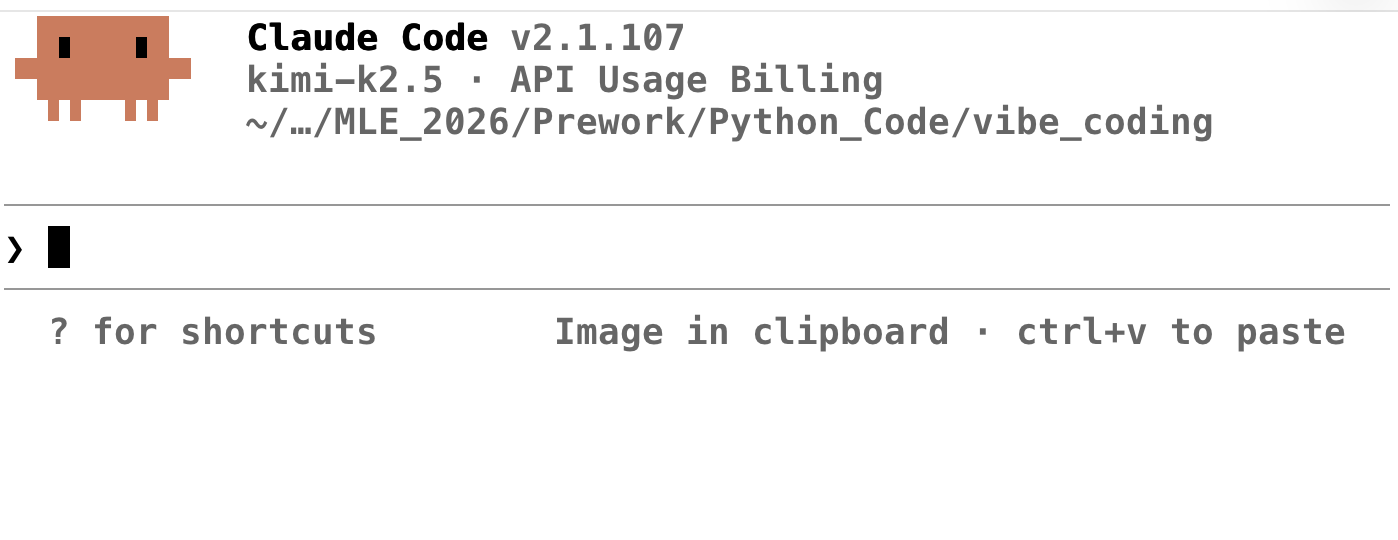 Claude Code v2.1.107
kimi-k2.5 · API Usage Billing
~/…/MLE_2026/Prework/Python_Code/vibe_coding
❯
? for shortcuts Image in clipboard · ctrl+v to paste